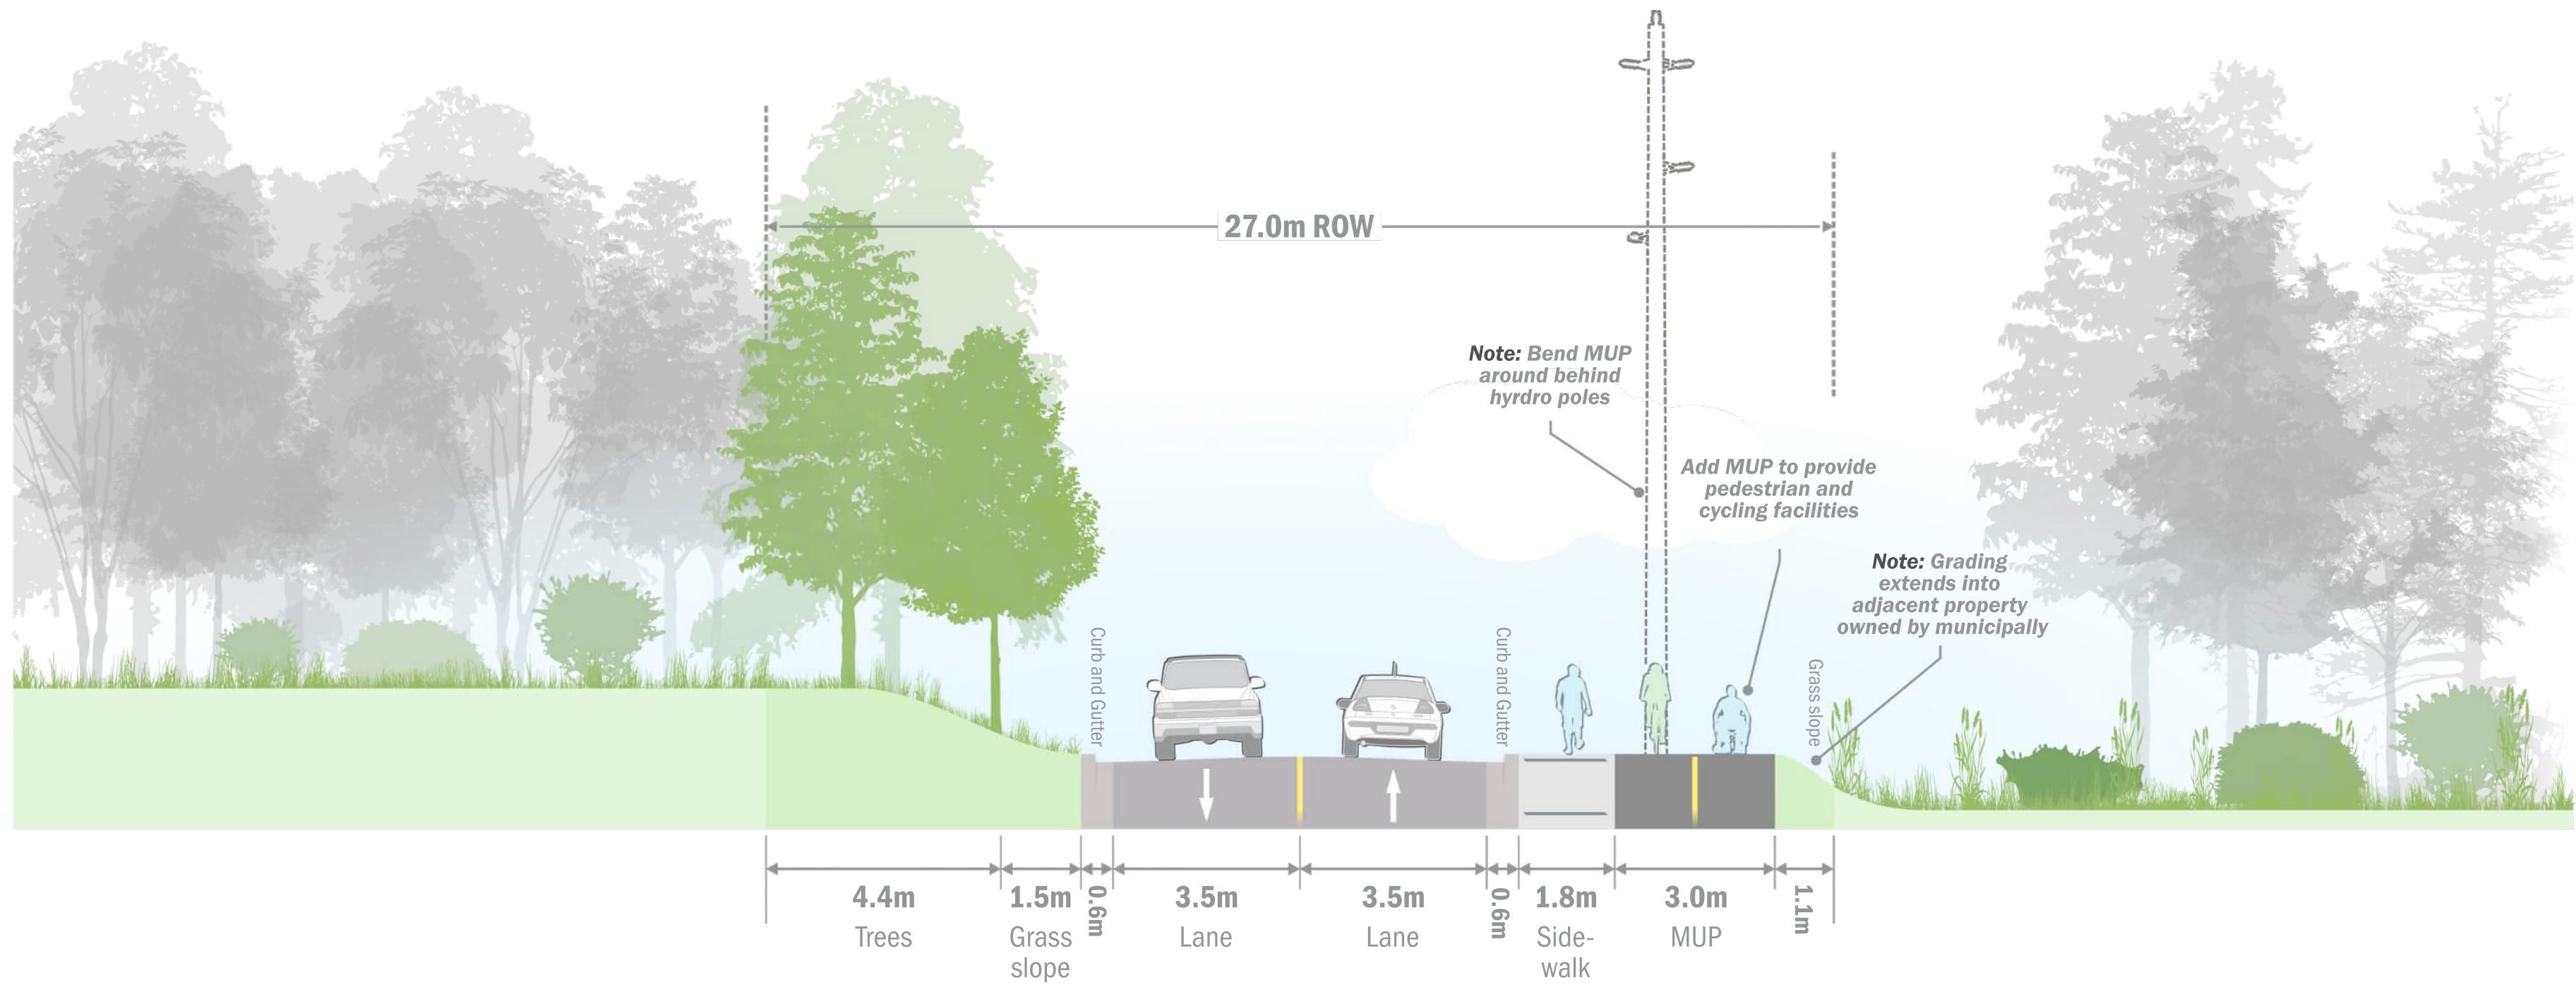 27.0m ROW
Note: Bend MUP
around behind
hyrdro poles
Add MUP to provide
pedestrian and
cycling facilities
Note: Grading
extends into
adjacent property
owned by municipally
Curb and Gutter
Curb and Gutter
Grass slope
4.4m
Trees
1.5m
Grass
slope
0.6m
3.5m
Lane
3.5m
Lane
0.6m
1.8m
Side-
walk
3.0m
MUP
1.1m